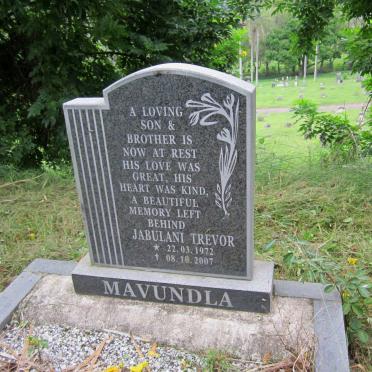 A LOVING
SON &
BROTHER IS
NOW AT REST
HIS LOVE WAS
GREAT, HIS
HEART WAS KIND,
A BEAUTIFUL
MEMORY LEFT
BEHIND
JABULANI TREVOR
* 22.03.1972
† 08.10.2007
MAVUNDLA